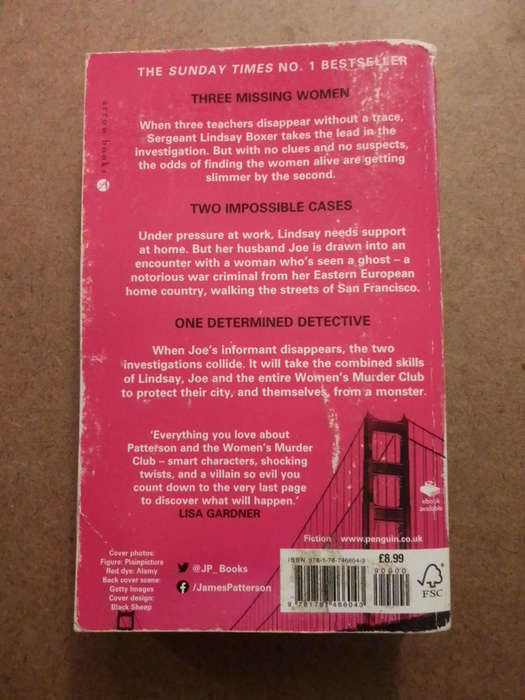 THE SUNDAY TIMES NO. 1 BESTSELLER
arrow books
THREE MISSING WOMEN
When three teachers disappear without a trace,
Sergeant Lindsay Boxer takes the lead in the
investigation. But with no clues and no suspects,
the odds of finding the women alive are getting
slimmer by the second.
TWO IMPOSSIBLE CASES
Under pressure at work, Lindsay needs support
at home. But her husband Joe is drawn into an
encounter with a woman who's seen a ghost – a
notorious war criminal from her Eastern European
home country, walking the streets of San Francisco.
ONE DETERMINED DETECTIVE
When Joe's informant disappears, the two
investigations collide. It will take the combined skills
of Lindsay, Joe and the entire Women's Murder Club
to protect their city, and themselves, from a monster.
'Everything you love about
Patterson and the Women's Murder
Club – smart characters, shocking
twists, and a villain so evil you
count down to the very last page
to discover what will happen.'
LISA GARDNER
ebook
available
Fiction www.penguin.co.uk
Cover photos:
Figure: Plainpicture
Red dye: Alamy
Back cover scene:
Getty Images
Cover design:
Black Sheep
@JP_Books
/JamesPatterson
ISBN £8.99
90000
FSC